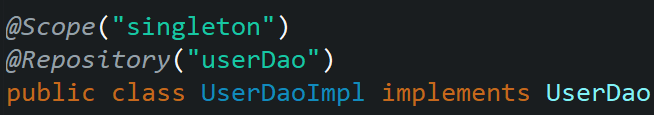 @Scope("singleton")
@Repository("userDao")
public class UserDaoImpl implements UserDao